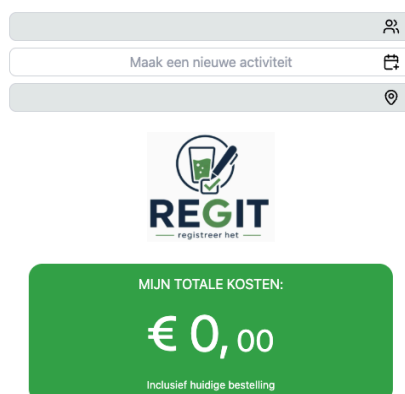 Maak een nieuwe activiteit
REGIT
registreer het
MIJN TOTALE KOSTEN:
€ 0, 00
Inclusief huidige bestelling